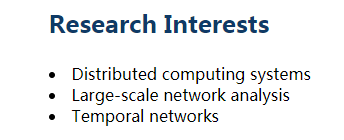 Research Interests
• Distributed computing systems
• Large-scale network analysis
• Temporal networks